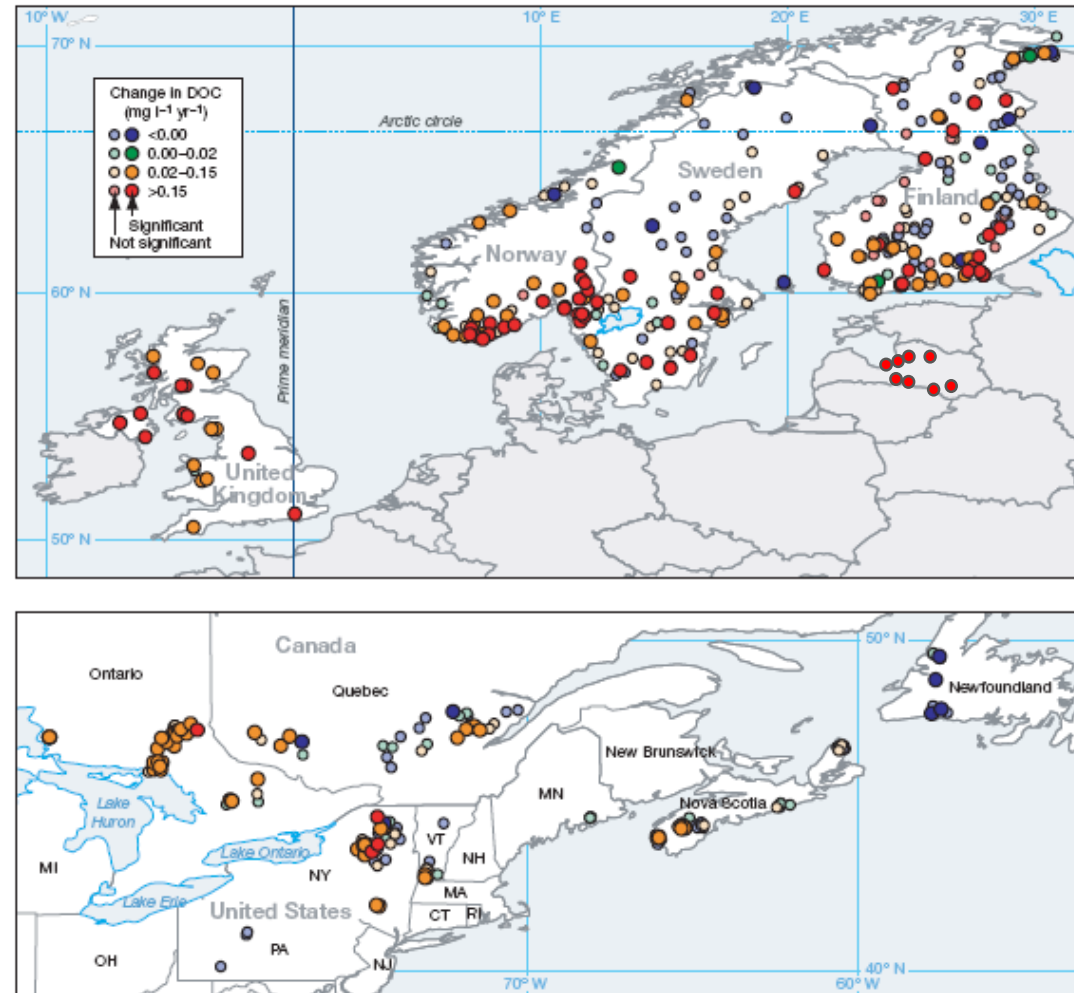 10° W
10° E
20° E
30° E
70° N
Change in DOC
(mg l⁻¹ yr⁻¹)
<0.00
0.00–0.02
0.02–0.15
>0.15
Significant
Not significant
Arctic circle
Sweden
Finland
Norway
60° N
Prime meridian
United
Kingdom
50° N
Canada
50° N
Ontario
Quebec
Newfoundland
New Brunswick
MN
Nova Scotia
Lake
Huron
VT
Lake Ontario
NH
MI
NY
MA
Lake Erie
United States
CT
RI
PA
OH
NJ
70° W
60° W
40° N